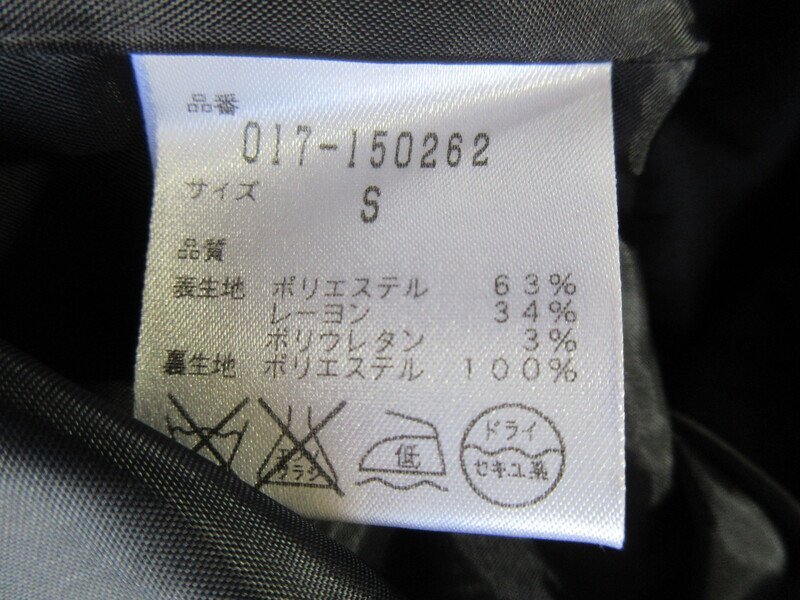 品番
017-150262
サイズ S
品質
表生地 ポリエステル 63%
レーヨン 34%
ポリウレタン 3%
裏生地 ポリエステル 100%
低
ドライ
セキユ系